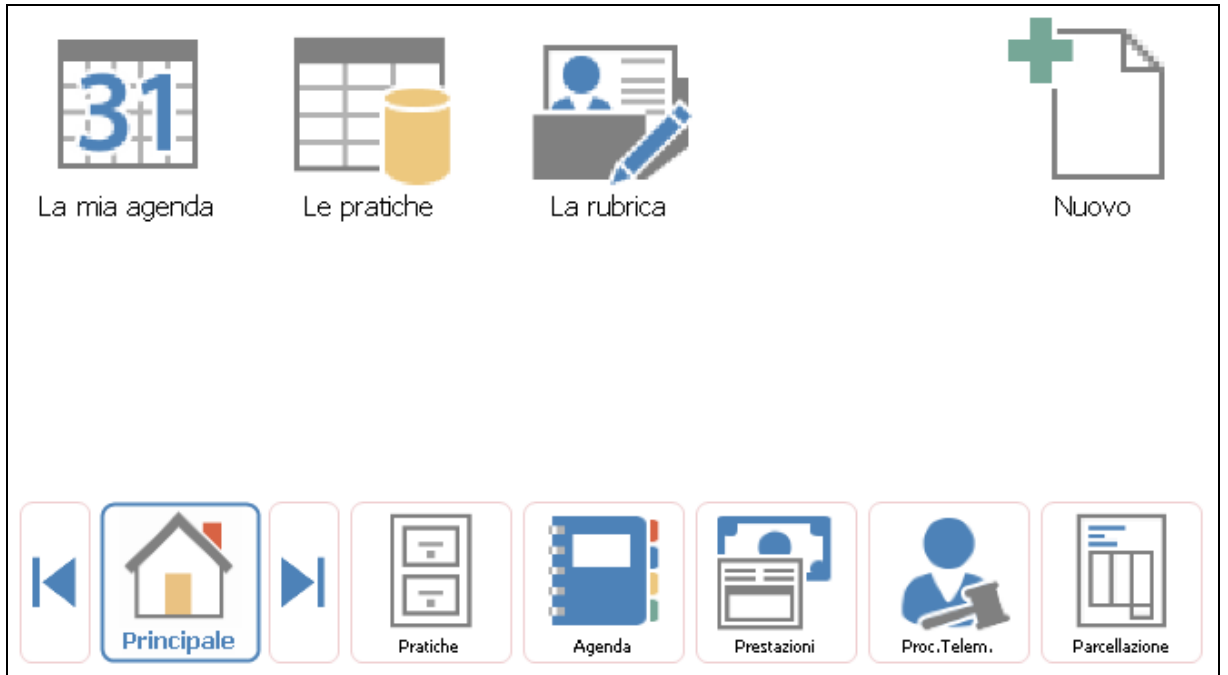 31
La mia agenda
Le pratiche
La rubrica
Nuovo
Principale
Pratiche
Agenda
Prestazioni
Proc.Telem.
Parcellazione